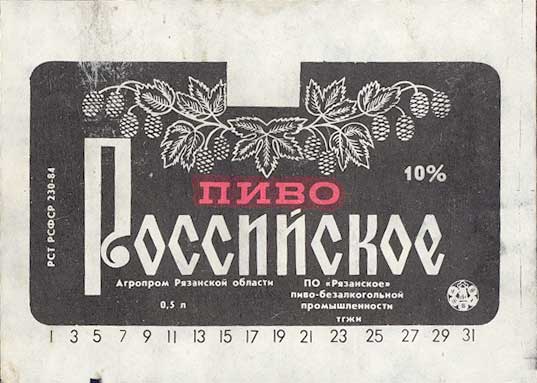 ПИВО
10%
Российское
РСТ РСФСР 230-84
Агропром Рязанской области
0,5 л
ПО «Рязанское»
пиво-безалкогольной
промышленности
тгжи
1 3 5 7 9 11 13 15 17 19 21 23 25 27 29 31